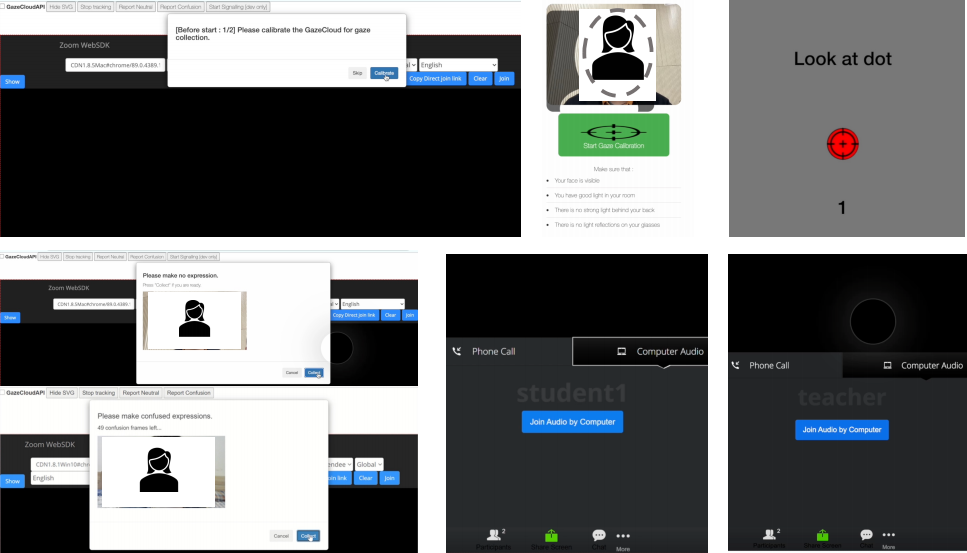 GazeCloudAPI Hide SVG Stop tracking Report Neutral Report Confusion Start Signaling [dev only]
[Before start : 1/2] Please calibrate the GazeCloud for gaze
collection.
Zoom WebSDK
CDN1.8.5Mac#chrome/89.0.4389.
English
Skip
Calibrate
Show
Copy Direct join link
Clear
Join
Start Gaze Calibration
Make sure that :
Your face is visible
You have good light in your room
There is no strong light behind your back
There is no light reflections on your glasses
Look at dot
1
GazeCloudAPI Hide SVG Stop tracking Report Neutral Report Confusion Start Signaling [dev only]
Please make no expression.
Press "Collect" if you are ready.
Zoom WebSDK
CDN1.8.5Mac#chrome/89.0.4389.
English
Show
Copy Direct join link
Clear
Join
Cancel
Collect
GazeCloudAPI Hide SVG Stop tracking Report Neutral Report Confusion
Please make confused expressions.
49 confusion frames left...
Zoom WebSDK
CDN1.8.1Win10#chr
Global
English
Show
Clear
Join
Cancel
Collect
Phone Call
Computer Audio
student1
Join Audio by Computer
2
Participants
Share Screen
Chat
More
Phone Call
Computer Audio
teacher
Join Audio by Computer
2
Participants
Share Screen
Chat
More